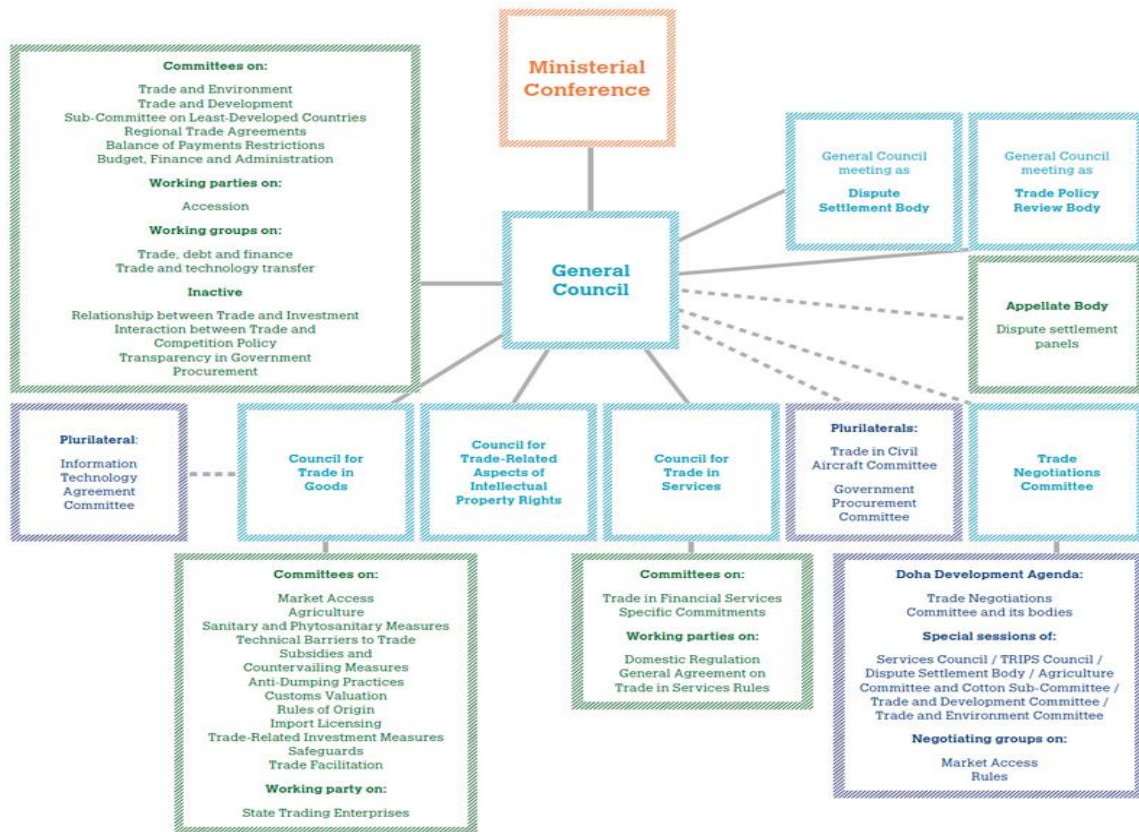 Ministerial
Conference
Committees on:
Trade and Environment
Trade and Development
Sub-Committee on Least-Developed Countries
Regional Trade Agreements
Balance of Payments Restrictions
Budget, Finance and Administration
Working parties on:
Accession
Working groups on:
Trade, debt and finance
Trade and technology transfer
Inactive
Relationship between Trade and Investment
Interaction between Trade and
Competition Policy
Transparency in Government
Procurement
General Council
meeting as
Dispute
Settlement Body
General Council
meeting as
Trade Policy
Review Body
General
Council
Appellate Body
Dispute settlement
panels
Plurilateral:
Information
Technology
Agreement
Committee
Council for
Trade in
Goods
Council for
Trade-Related
Aspects of
Intellectual
Property Rights
Council for
Trade in
Services
Plurilaterals:
Trade in Civil
Aircraft Committee
Government
Procurement
Committee
Trade
Negotiations
Committee
Committees on:
Market Access
Agriculture
Sanitary and Phytosanitary Measures
Technical Barriers to Trade
Subsidies and
Countervailing Measures
Anti-Dumping Practices
Customs Valuation
Rules of Origin
Import Licensing
Trade-Related Investment Measures
Safeguards
Trade Facilitation
Working party on:
State Trading Enterprises
Committees on:
Trade in Financial Services
Specific Commitments
Working parties on:
Domestic Regulation
General Agreement on
Trade in Services Rules
Doha Development Agenda:
Trade Negotiations
Committee and its bodies
Special sessions of:
Services Council / TRIPS Council /
Dispute Settlement Body / Agriculture
Committee and Cotton Sub-Committee /
Trade and Development Committee /
Trade and Environment Committee
Negotiating groups on:
Market Access
Rules